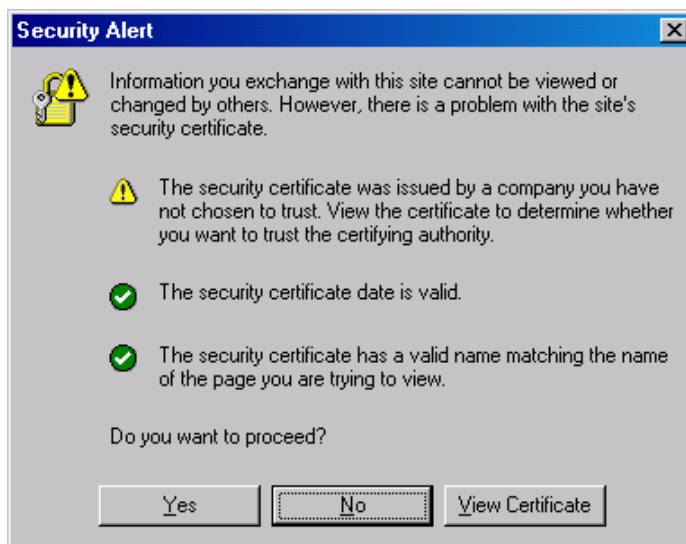 Security Alert
Information you exchange with this site cannot be viewed or
changed by others. However, there is a problem with the site's
security certificate.
The security certificate was issued by a company you have
not chosen to trust. View the certificate to determine whether
you want to trust the certifying authority.
The security certificate date is valid.
The security certificate has a valid name matching the name
of the page you are trying to view.
Do you want to proceed?
Yes No View Certificate